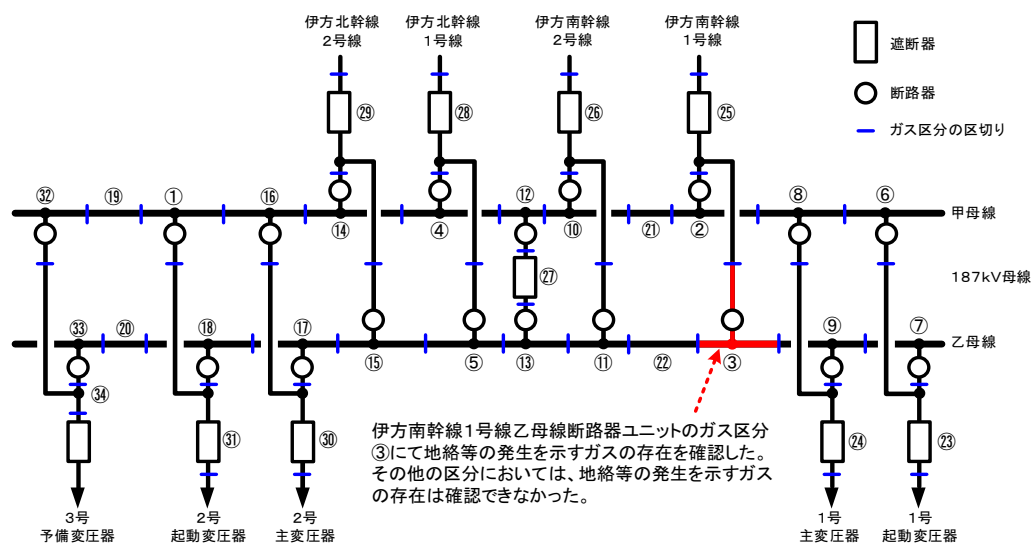 伊方北幹線
2号線
伊方北幹線
1号線
伊方南幹線
2号線
伊方南幹線
1号線
遮断器
断路器
ガス区分の区切り
㉙
㉘
㉖
㉕
㉜
⑲
①
⑯
⑫
⑧
⑥
甲母線
⑭
④
⑩
㉑
②
㉗
187kV母線
㉝
⑳
⑱
⑰
⑨
⑦
乙母線
⑮
⑤
⑬
⑪
㉒
③
㉞
伊方南幹線1号線乙母線断路器ユニットのガス区分
③にて地絡等の発生を示すガスの存在を確認した。
その他の区分においては、地絡等の発生を示すガス
の存在は確認できなかった。
㉛
㉚
㉔
㉓
3号
予備変圧器
2号
起動変圧器
2号
主変圧器
1号
主変圧器
1号
起動変圧器